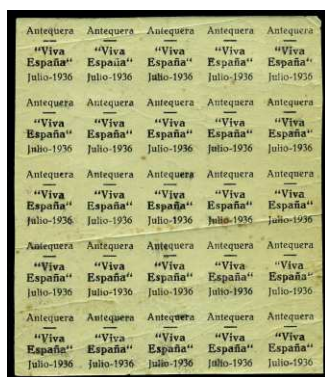 Antequera Antequera Antequera Antequera Antequera
“Viva “Viva “Viva “Viva “Viva
España“ España“ España“ España“ España“
Julio-1936 Julio-1936 Julio-1936 Julio-1936 Julio-1936
Antequera Antequera Antequera Antequera Antequera
“Viva “Viva “Viva “Viva “Viva
España“ España“ España“ España“ España“
Julio-1936 Julio-1936 Julio-1936 Julio-1936 Julio-1936
Antequera Antequera Antequera Antequera Antequera
“Viva “Viva “Viva “Viva “Viva
España“ España“ España“ España“ España“
Julio-1936 Julio-1936 Julio-1936 Julio-1936 Julio-1936
Antequera Antequera Antequera Antequera Antequera
“Viva “Viva “Viva “Viva “Viva
España“ España“ España“ España“ España“
Julio-1936 Julio-1936 Julio-1936 Julio-1936 Julio-1936
Antequera Antequera Antequera Antequera Antequera
“Viva “Viva “Viva “Viva “Viva
España“ España“ España“ España“ España“
Julio-1936 Julio-1936 Julio-1936 Julio-1936 Julio-1936